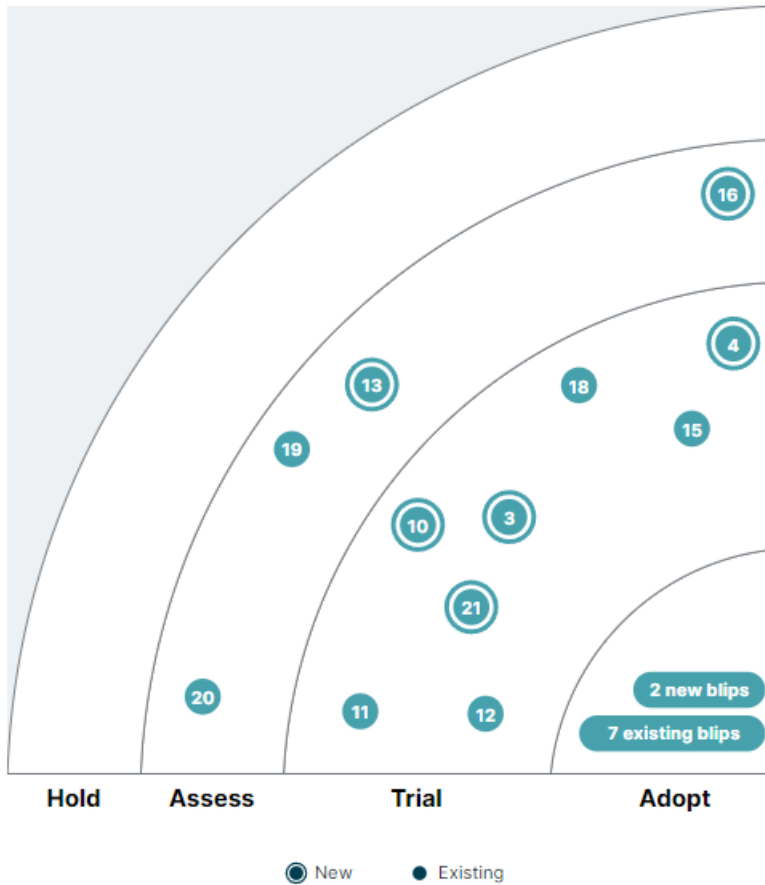 16
4
13
18
15
19
10
3
21
20
11
12
2 new blips
7 existing blips
Hold
Assess
Trial
Adopt
New
Existing